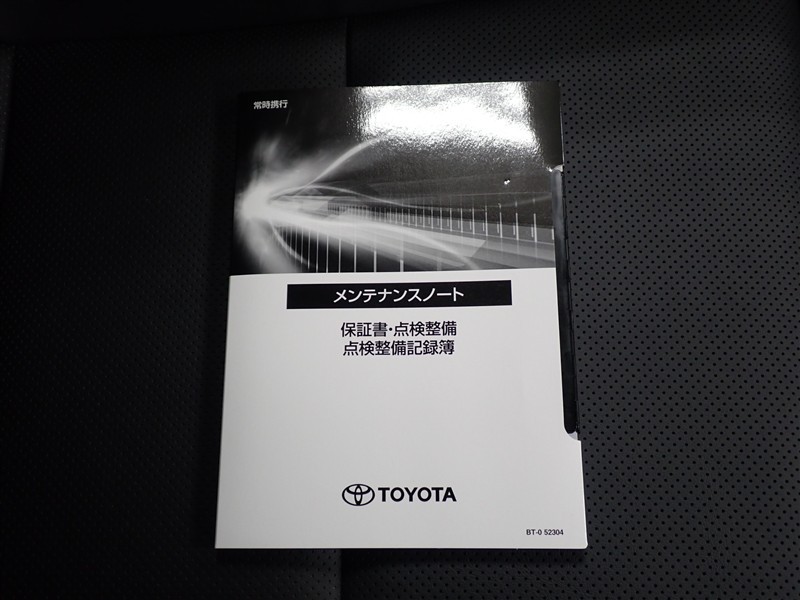 常時携行
メンテナンスノート
保証書・点検整備
点検整備記録簿
TOYOTA
BT-0 52304